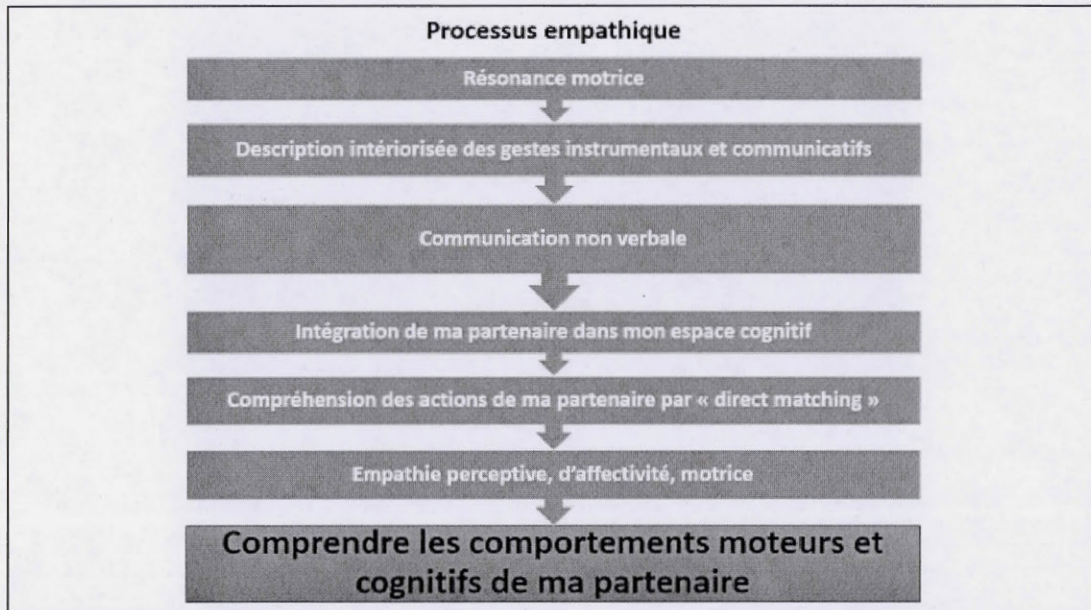 Processus empathique
Résonance motrice
Description intériorisée des gestes instrumentaux et communicatifs
Communication non verbale
Intégration de ma partenaire dans mon espace cognitif
Compréhension des actions de ma partenaire par « direct matching »
Empathie perceptive, d'affectivité, motrice
Comprendre les comportements moteurs et
cognitifs de ma partenaire